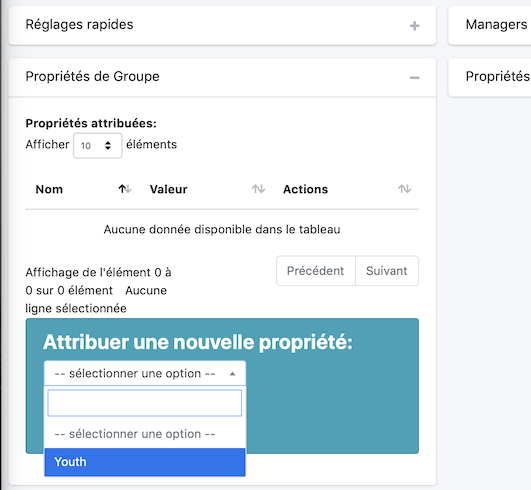 Réglages rapides
Managers
Propriétés de Groupe
Propriétés
Propriétés attribuées:
Afficher 10 éléments
Nom Valeur Actions
Aucune donnée disponible dans le tableau
Affichage de l'élément 0 à
0 sur 0 élément Aucune
ligne sélectionnée
Précédent Suivant
Attribuer une nouvelle propriété:
-- sélectionner une option --
-- sélectionner une option --
Youth